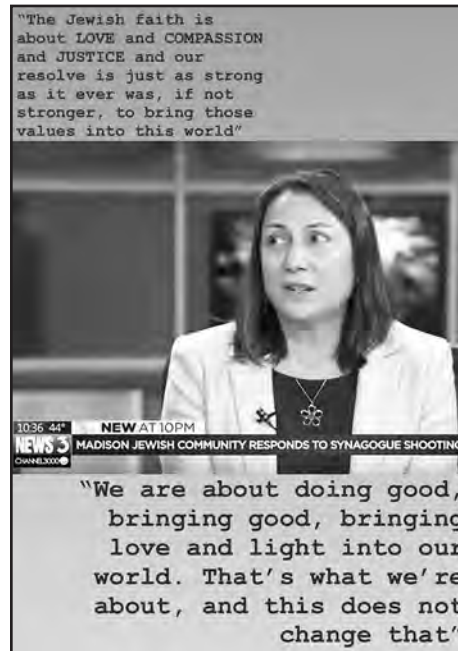 "The Jewish faith is
about LOVE and COMPASSION
and JUSTICE and our
resolve is just as strong
as it ever was, if not
stronger, to bring those
values into this world"
10:36 44° NEW AT 10PM
NEWS 3 MADISON JEWISH COMMUNITY RESPONDS TO SYNAGOGUE SHOOTING
CHANNEL3000
"We are about doing good,
bringing good, bringing
love and light into our
world. That's what we're
about, and this does not
change that"